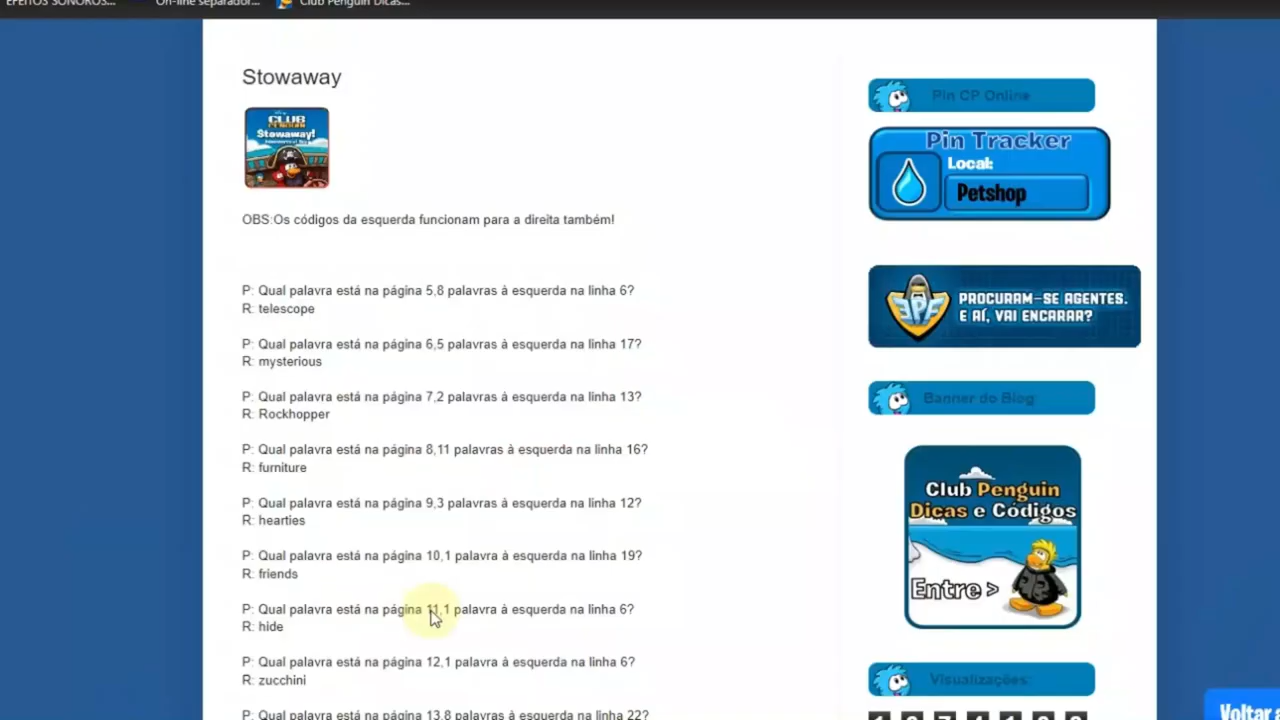 EFEITOS SONOROS...
On-line separador...
Club Penguin Dicas...
Stowaway
CLUB
PENGUIN
Stowaway!
OBS:Os códigos da esquerda funcionam para a direita também!
P: Qual palavra está na página 5,8 palavras à esquerda na linha 6?
R: telescope
P: Qual palavra está na página 6,5 palavras à esquerda na linha 17?
R: mysterious
P: Qual palavra está na página 7,2 palavras à esquerda na linha 13?
R: Rockhopper
P: Qual palavra está na página 8,11 palavras à esquerda na linha 16?
R: furniture
P: Qual palavra está na página 9,3 palavras à esquerda na linha 12?
R: hearties
P: Qual palavra está na página 10,1 palavra à esquerda na linha 19?
R: friends
P: Qual palavra está na página 11,1 palavra à esquerda na linha 6?
R: hide
P: Qual palavra está na página 12,1 palavra à esquerda na linha 6?
R: zucchini
P: Qual palavra está na página 13,8 palavras à esquerda na linha 22?
Pin CP Online
Pin Tracker
Local:
Petshop
EPF
PROCURAM-SE AGENTES.
E AÍ, VAI ENCARAR?
Banner do Blog
Club Penguin
Dicas e Códigos
Entre >
Visualizações
Voltar a